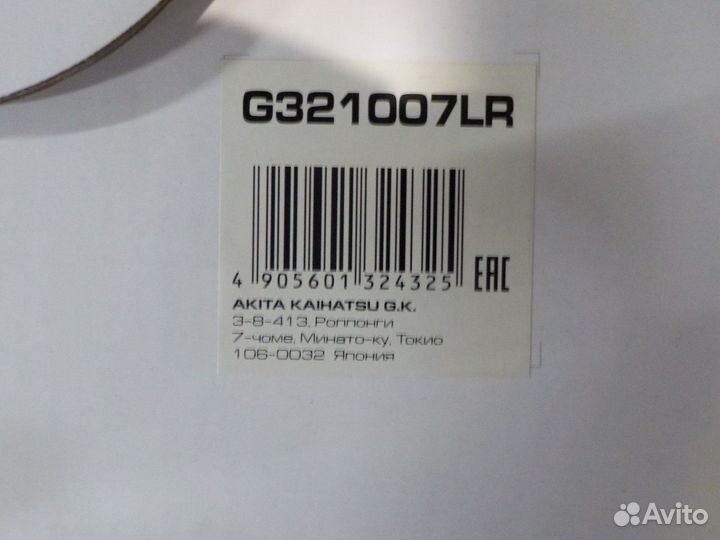 G321007LR
4 905601 324325 EAC
AKITA KAIHATSU G.K.
3-8-413, Роппонги
7-чоме, Минато-ку, Токио
106-0032 Япония
Avito